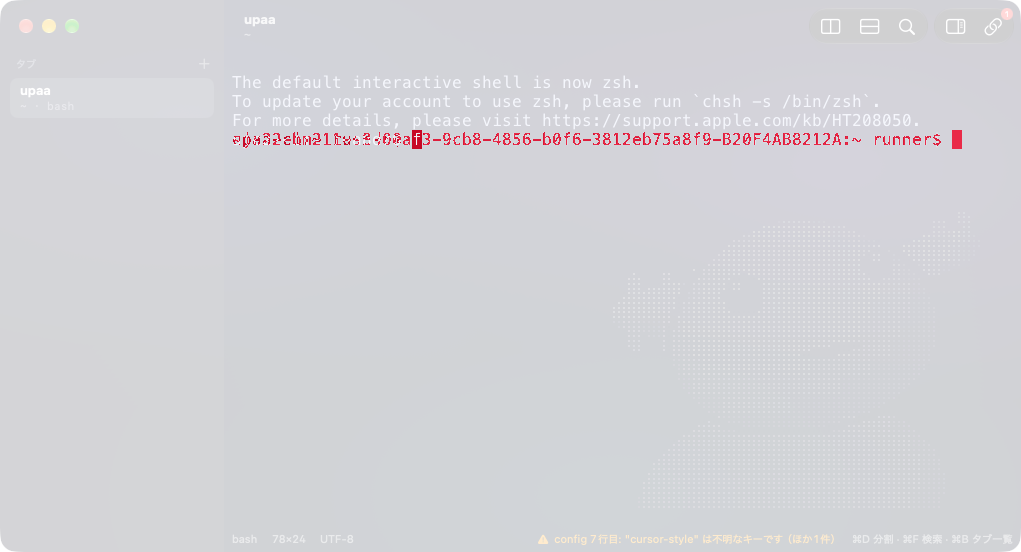 upaa
~
1
タブ
+
upaa
~ · bash
The default interactive shell is now zsh.
To update your account to use zsh, please run `chsh -s /bin/zsh`.
For more details, please visit https://support.apple.com/kb/HT208050.
f3-9cb8-4856-b0f6-3812eb75a8f9-B20F4AB8212A:~ runner$
bash 78×24 UTF-8
config 7行目: "cursor-style" は不明なキーです (ほか1件) ⌘D 分割 · ⌘F 検索 · ⌘B タブ一覧